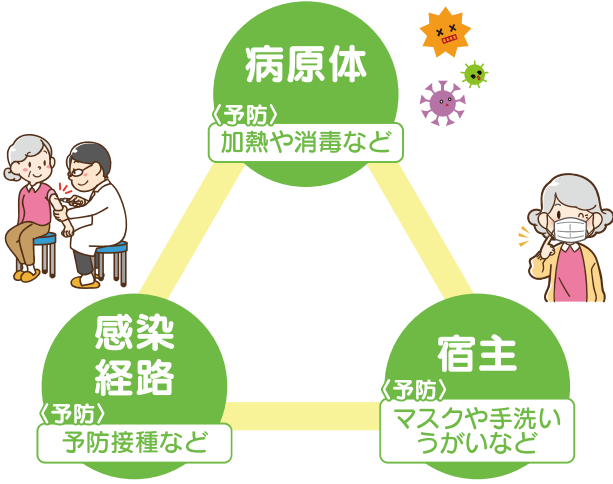 病原体
〈予防〉
加熱や消毒など
感染
経路
〈予防〉
予防接種など
宿主
〈予防〉
マスクや手洗い
うがいなど